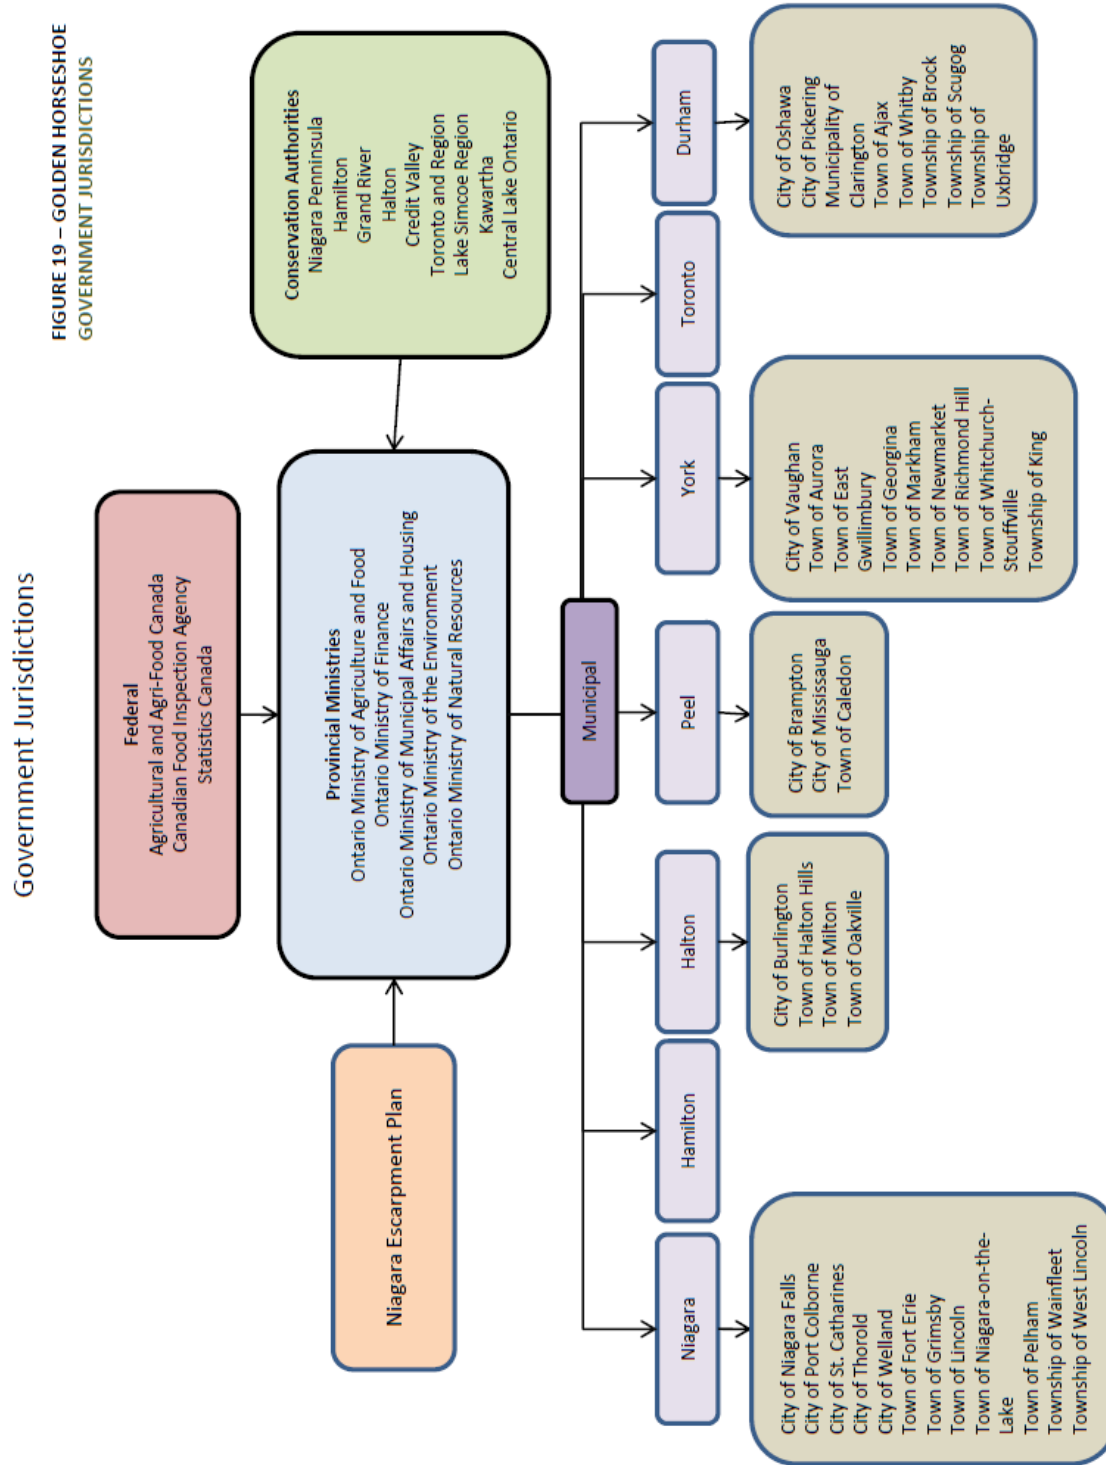 Government Jurisdictions
FIGURE 19 – GOLDEN HORSESHOE
GOVERNMENT JURISDICTIONS
Federal
Agricultural and Agri-Food Canada
Canadian Food Inspection Agency
Statistics Canada
Niagara Escarpment Plan
Provincial Ministries
Ontario Ministry of Agriculture and Food
Ontario Ministry of Finance
Ontario Ministry of Municipal Affairs and Housing
Ontario Ministry of the Environment
Ontario Ministry of Natural Resources
Conservation Authorities
Niagara Penninsula
Hamilton
Grand River
Halton
Credit Valley
Toronto and Region
Lake Simcoe Region
Kawartha
Central Lake Ontario
Municipal
Niagara
Hamilton
Halton
Peel
York
Toronto
Durham
City of Niagara Falls
City of Port Colborne
City of St. Catharines
City of Thorold
City of Welland
Town of Fort Erie
Town of Grimsby
Town of Lincoln
Town of Niagara-on-the-
Lake
Town of Pelham
Township of Wainfleet
Township of West Lincoln
City of Burlington
Town of Halton Hills
Town of Milton
Town of Oakville
City of Brampton
City of Mississauga
Town of Caledon
City of Vaughan
Town of Aurora
Town of East
Gwillimbury
Town of Georgina
Town of Markham
Town of Newmarket
Town of Richmond Hill
Town of Whitchurch-
Stouffville
Township of King
City of Oshawa
City of Pickering
Municipality of
Clarington
Town of Ajax
Town of Whitby
Township of Brock
Township of Scugog
Township of
Uxbridge